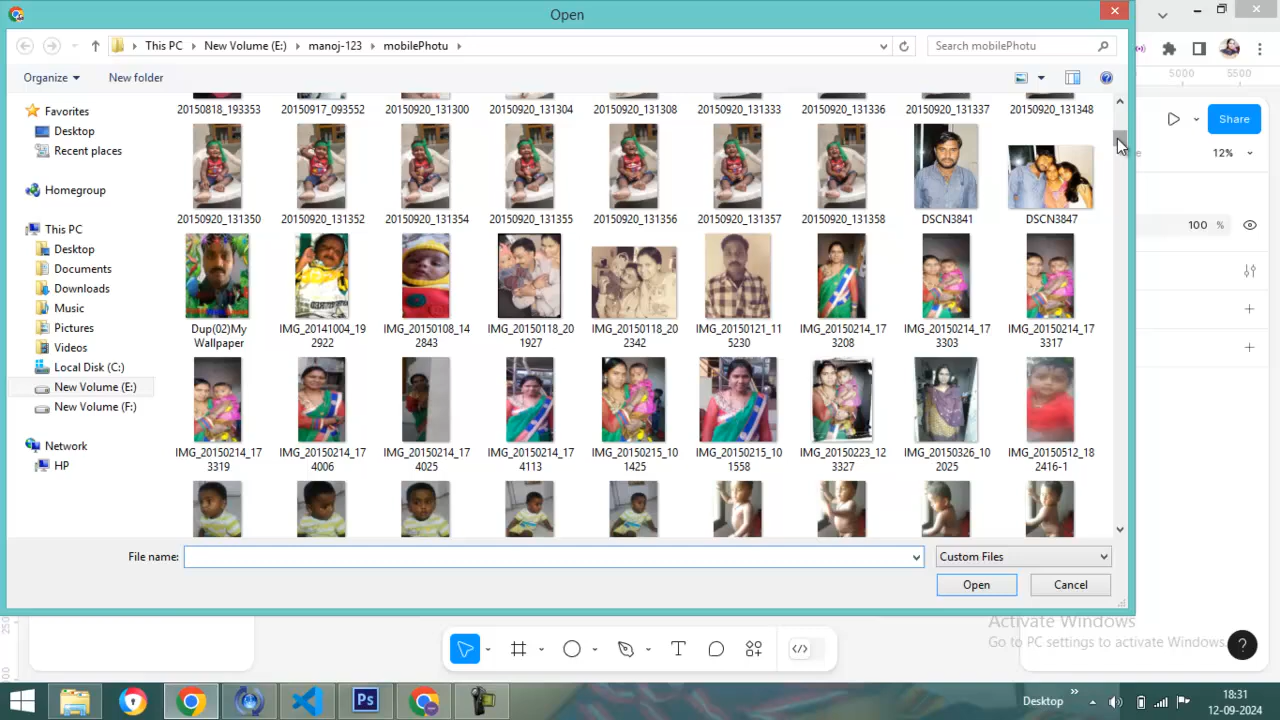 Open
This PC
New Volume (E:)
manoj-123
mobilePhotu
Search mobilePhotu
5000
5500
Organize
New folder
Share
Favorites
Desktop
Recent places
Homegroup
This PC
Desktop
Documents
Downloads
Music
Pictures
Videos
Local Disk (C:)
New Volume (E:)
New Volume (F:)
Network
HP
20150818_193353
20150917_093552
20150920_131300
20150920_131304
20150920_131308
20150920_131333
20150920_131336
20150920_131337
20150920_131348
12%
20150920_131350
20150920_131352
20150920_131354
20150920_131355
20150920_131356
20150920_131357
20150920_131358
DSCN3841
DSCN3847
100 %
Dup(02)My
Wallpaper
IMG_20141004_19
2922
IMG_20150108_14
2843
IMG_20150118_20
1927
IMG_20150118_20
2342
IMG_20150121_11
5230
IMG_20150214_17
3208
IMG_20150214_17
3303
IMG_20150214_17
3317
IMG_20150214_17
3319
IMG_20150214_17
4006
IMG_20150214_17
4025
IMG_20150214_17
4113
IMG_20150215_10
1425
IMG_20150215_10
1558
IMG_20150223_12
3327
IMG_20150326_10
2025
IMG_20150512_18
2416-1
File name:
Custom Files
Open
Cancel
Activate Windows
Go to PC settings to activate Windows.
Ps
Desktop
18:31
12-09-2024